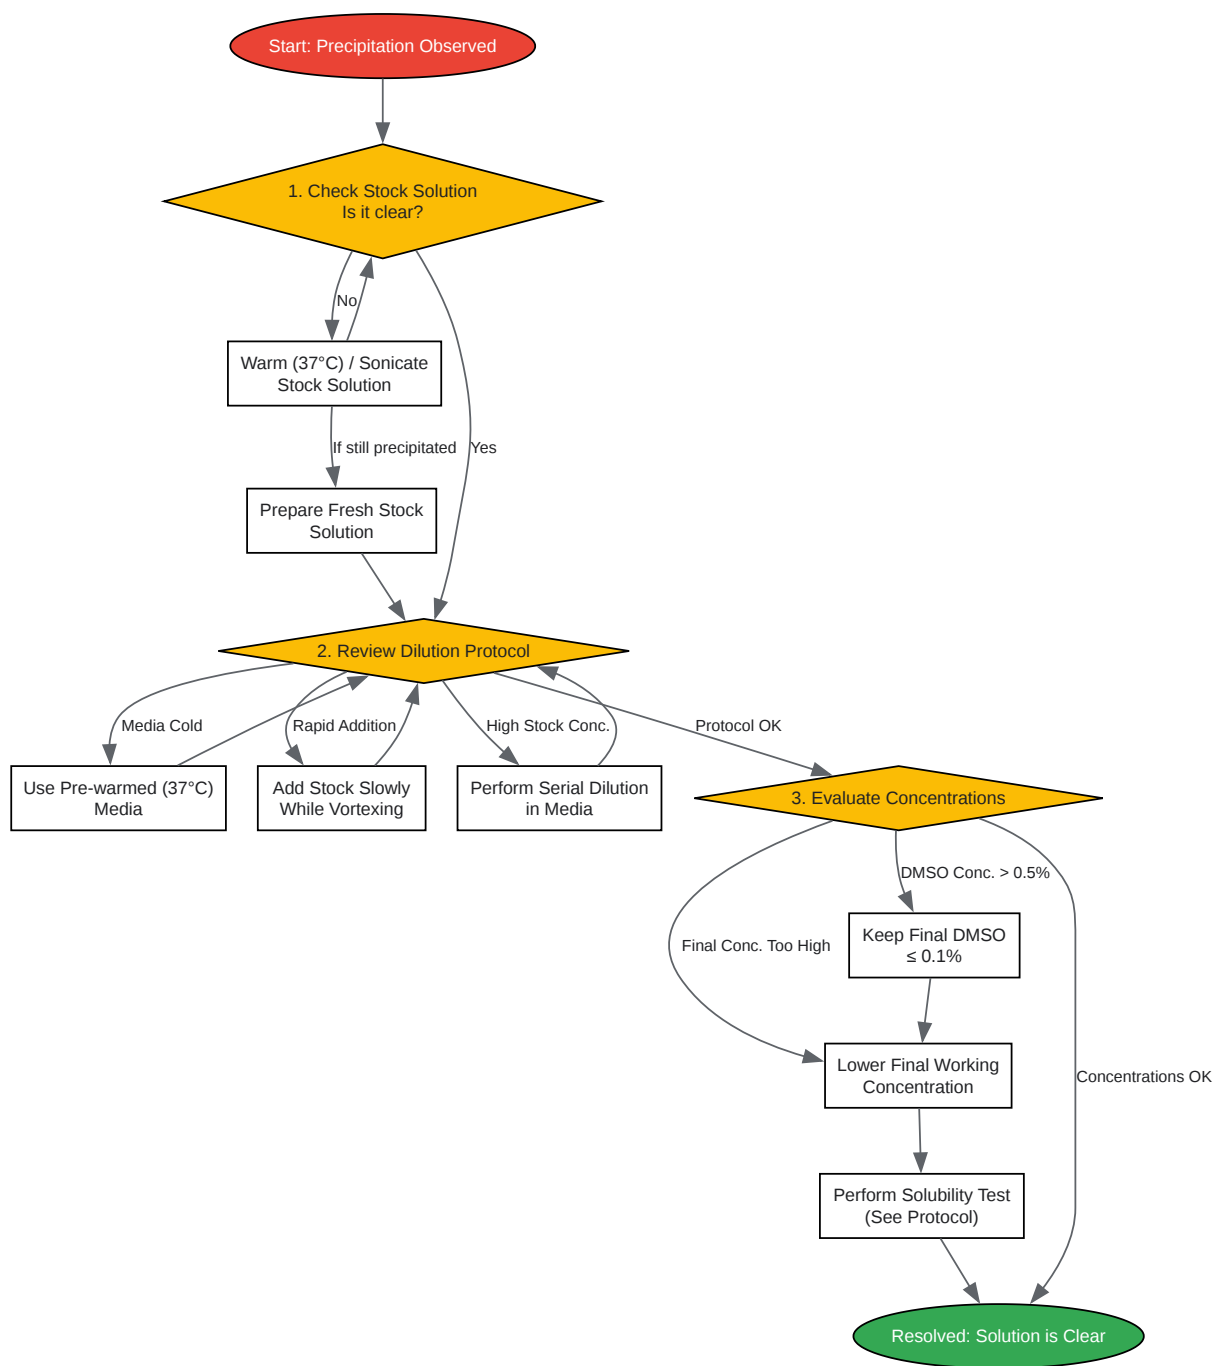 Start: Precipitation Observed
1. Check Stock Solution
Is it clear?
No
Warm (37°C) / Sonicate
Stock Solution
If still precipitated
Yes
Prepare Fresh Stock
Solution
2. Review Dilution Protocol
Media Cold
Rapid Addition
High Stock Conc.
Protocol OK
Use Pre-warmed (37°C)
Media
Add Stock Slowly
While Vortexing
Perform Serial Dilution
in Media
3. Evaluate Concentrations
DMSO Conc. > 0.5%
Final Conc. Too High
Keep Final DMSO
≤ 0.1%
Lower Final Working
Concentration
Concentrations OK
Perform Solubility Test
(See Protocol)
Resolved: Solution is Clear